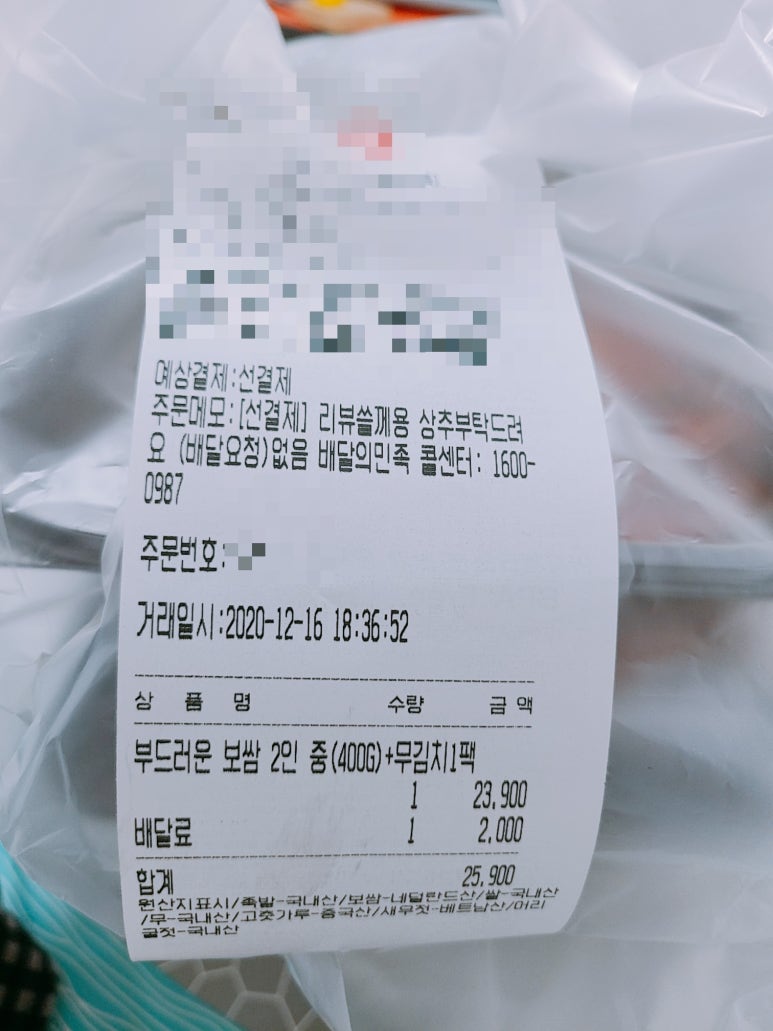 예상결제:선결제
주문메모:[선결제] 리뷰쓸께용 상추부탁드려
요 (배달요청)없음 배달의민족 콜센터: 1600-
0987
주문번호:
거래일시:2020-12-16 18:36:52
상 품 명 수량 금 액
부드러운 보쌈 2인 중(400G)+무김치1팩
1 23,900
배달료 1 2,000
합계 25,900
원산지표시/족발-국내산/보쌈-네덜란드산/쌀-국내산
/무-국내산/고춧가루-중국산/새우젓-베트남산/어리
굴젓-국내산